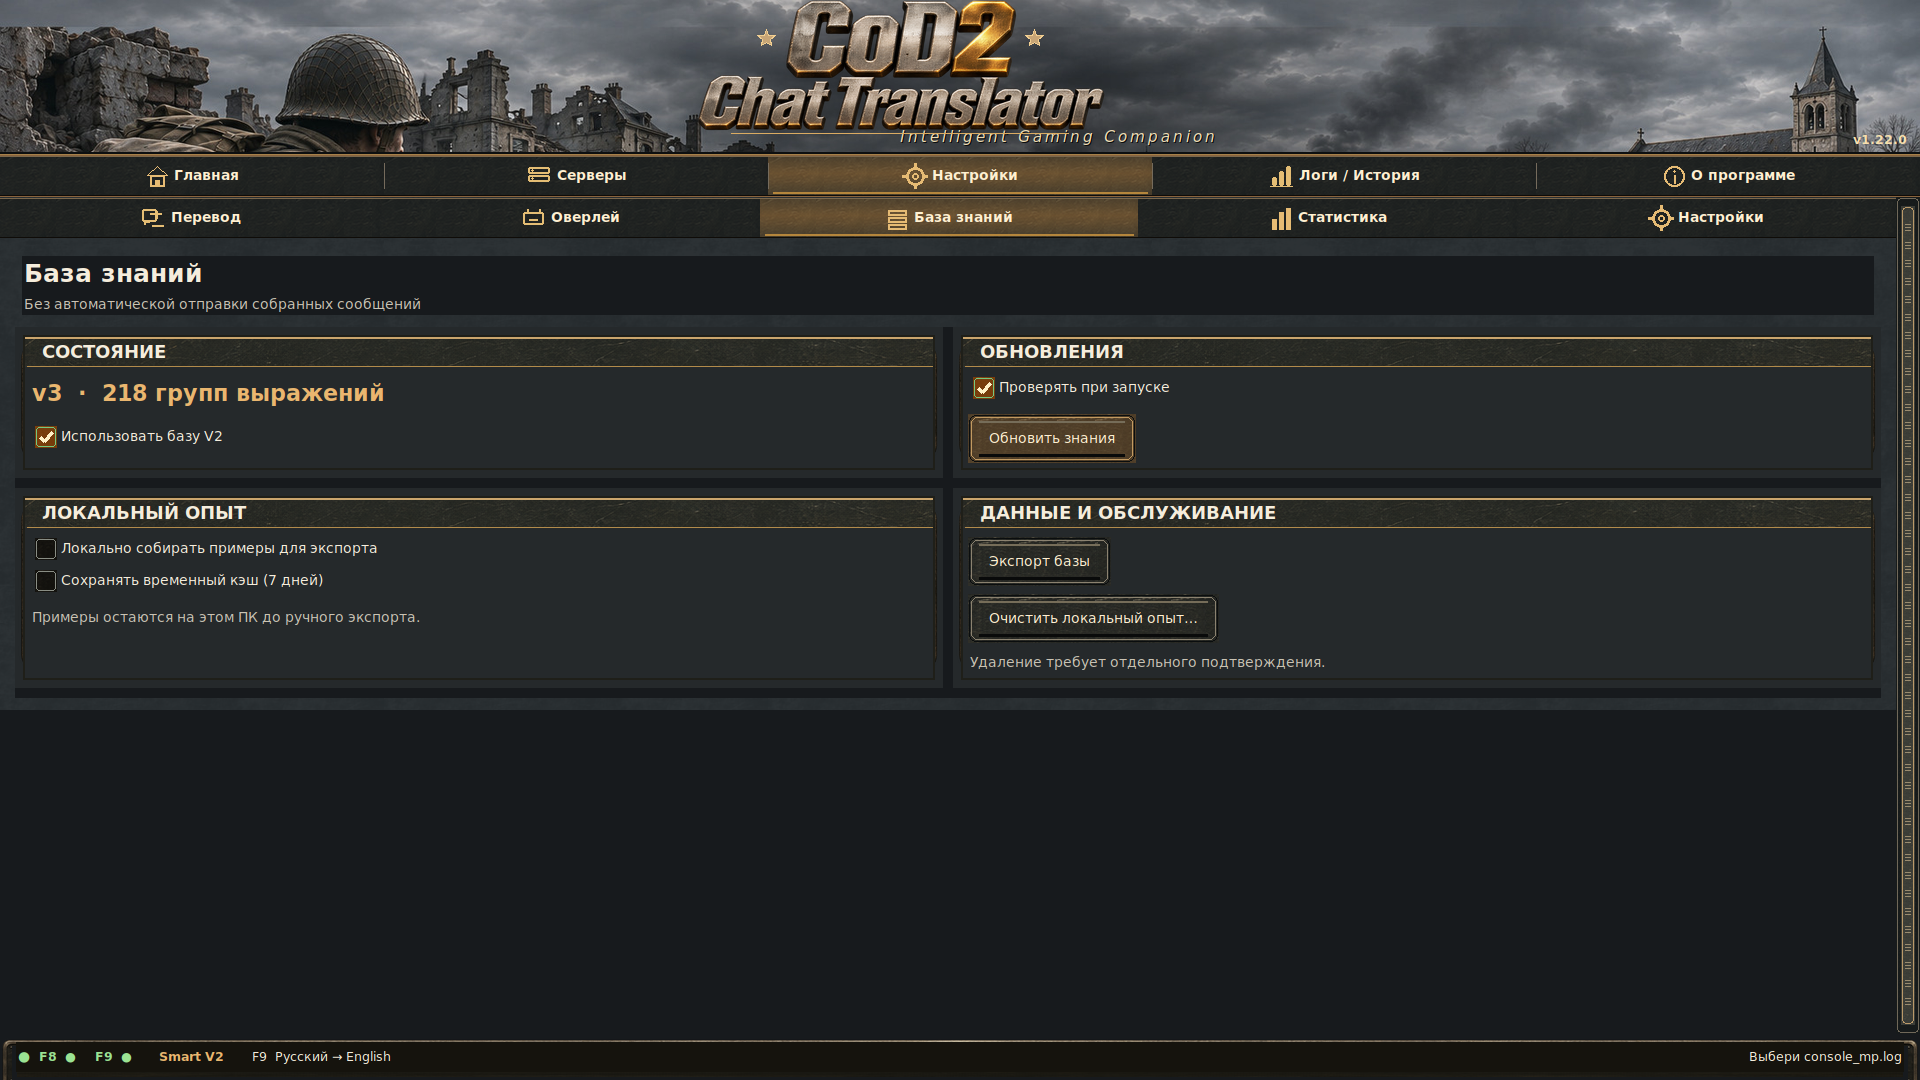 CoD2
Chat Translator
Intelligent Gaming Companion
v1.22.0
Главная
Серверы
Настройки
Логи / История
О программе
Перевод
Оверлей
База знаний
Статистика
Настройки
База знаний
Без автоматической отправки собранных сообщений
СОСТОЯНИЕ
v3 · 218 групп выражений
Использовать базу V2
ОБНОВЛЕНИЯ
Проверять при запуске
Обновить знания
ЛОКАЛЬНЫЙ ОПЫТ
Локально собирать примеры для экспорта
Сохранять временный кэш (7 дней)
Примеры остаются на этом ПК до ручного экспорта.
ДАННЫЕ И ОБСЛУЖИВАНИЕ
Экспорт базы
Очистить локальный опыт...
Удаление требует отдельного подтверждения.
● F8 ● F9 ● Smart V2 F9 Русский → English
Выбери console_mp.log